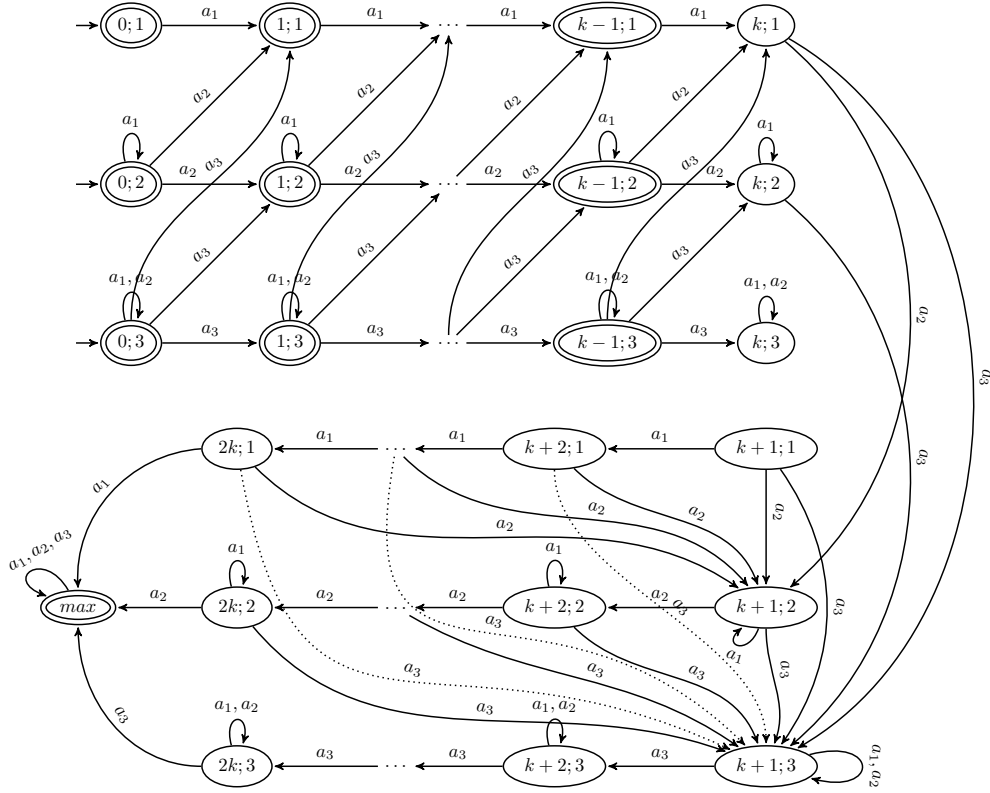 a₁ a₁ a₁ a₁
0; 1 1; 1 ··· k−1; 1 k; 1
a₂ a₂ a₂ a₂
a₁ a₁ a₁ a₁
a₃ a₃ a₃ a₃
a₂ a₂ a₂ a₂
0; 2 1; 2 ··· k−1; 2 k; 2
a₃ a₃ a₃ a₃
a₁, a₂ a₁, a₂ a₁, a₂ a₁, a₂
a₂
a₃ a₃ a₃
0; 3 1; 3 ··· k−1; 3 k; 3
a₃
a₁ a₁ a₁
2k; 1 ··· k+2; 1 k+1; 1
a₃
a₁ a₂ a₂ a₂ a₂
a₁, a₂, a₃ a₁ a₁
a₂ a₂ a₂ a₂ a₃
max 2k; 2 ··· k+2; 2 k+1; 2 a₃
a₃ a₁
a₃ a₃ a₃ a₃
a₃ a₃
a₁, a₂ a₁, a₂
a₃ a₃ a₃
2k; 3 ··· k+2; 3 k+1; 3 a₁, a₂